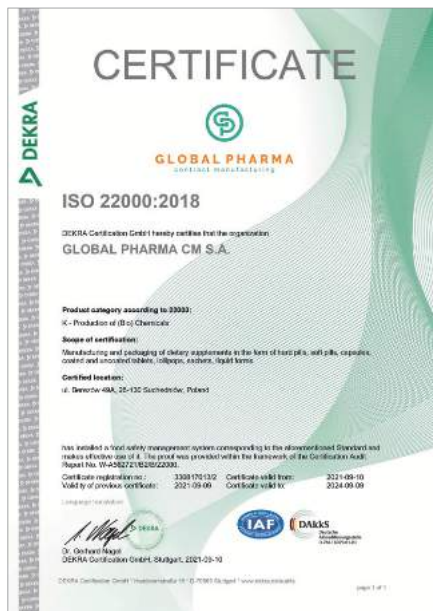 CERTIFICATE
DEKRA
GLOBAL PHARMA
contract manufacturing
ISO 22000:2018
DEKRA Certification GmbH hereby certifies that the organization
GLOBAL PHARMA CM S.A.
Product category according to 22003:
K - Production of (Bio) Chemicals
Scope of certification:
Manufacturing and packaging of dietary supplements in the form of hard pills, soft pills, capsules,
coated and uncoated tablets, lollipops, sachets, liquid forms
Certified location:
ul. 49A, 26-130 Suchedniów, Poland
has installed a food safety management system corresponding to the aforementioned Standard and
makes effective use of it. The proof was provided within the framework of the Certification Audit
Report No.
Certificate registration no.: Certificate valid from: 2021-09-10
Validity of previous certificate: 2021-09-09 Certificate valid to: 2024-09-09
DEKRA
IAF
DAkkS
Deutsche
Akkreditierungsstelle
Dr. Gerhard Nagel
DEKRA Certification GmbH, Stuttgart, 2021-09-10
page 1 of 1